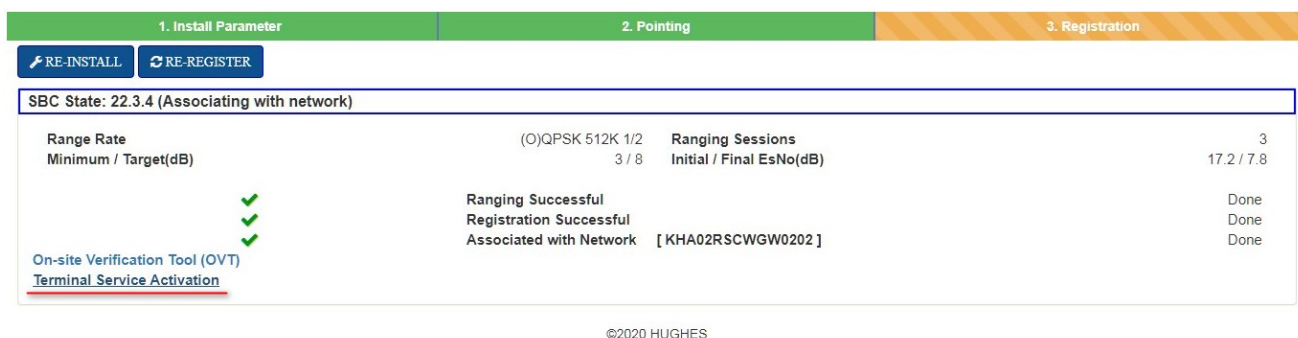 1. Install Parameter 2. Pointing 3. Registration
RE-INSTALL RE-REGISTER
SBC State: 22.3.4 (Associating with network)
Range Rate (O)QPSK 512K 1/2 Ranging Sessions 3
Minimum / Target(dB) 3 / 8 Initial / Final EsNo(dB) 17.2 / 7.8
Ranging Successful Done
Registration Successful Done
Associated with Network [ KHA02RSCWGW0202 ] Done
On-site Verification Tool (OVT)
Terminal Service Activation
©2020 HUGHES